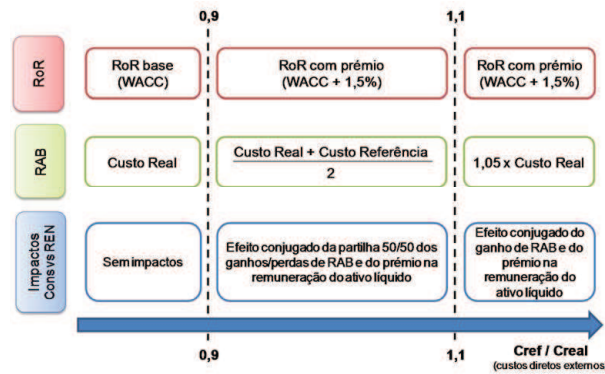 0,9
1,1
RoR
RoR base
(WACC)
RoR com prémio
(WACC + 1,5%)
RoR com prémio
(WACC + 1,5%)
RAB
Custo Real
Custo Real + Custo Referência
2
1,05 x Custo Real
Impactos
Cons vs REN
Sem impactos
Efeito conjugado da partilha 50/50 dos
ganhos/perdas de RAB e do prémio na
remuneração do ativo líquido
Efeito conjugado do
ganho de RAB e do
prémio na
remuneração do
ativo líquido
0,9
1,1
Cref / Creal
(custos diretos externos)